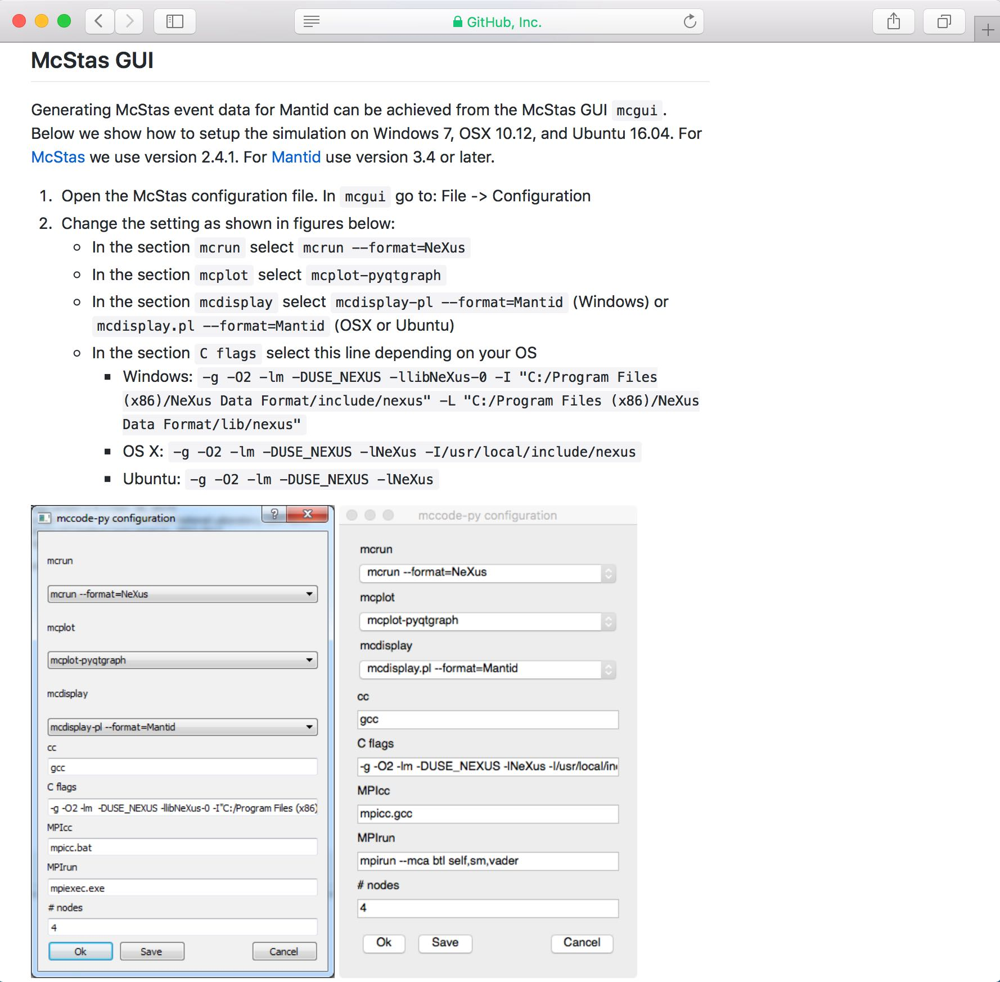 GitHub, Inc.
McStas GUI
Generating McStas event data for Mantid can be achieved from the McStas GUI mcgui.
Below we show how to setup the simulation on Windows 7, OSX 10.12, and Ubuntu 16.04. For
McStas we use version 2.4.1. For Mantid use version 3.4 or later.
1. Open the McStas configuration file. In mcgui go to: File -> Configuration
2. Change the setting as shown in figures below:
In the section mcrun select mcrun --format=NeXus
In the section mcplot select mcplot-pyqtgraph
In the section mcdisplay select mcdisplay-pl --format=Mantid (Windows) or
mcdisplay.pl --format=Mantid (OSX or Ubuntu)
In the section C flags select this line depending on your OS
Windows: -g -O2 -lm -DUSE_NEXUS -llibNeXus-0 -I "C:/Program Files
(x86)/NeXus Data Format/include/nexus" -L "C:/Program Files (x86)/NeXus
Data Format/lib/nexus"
OS X: -g -O2 -lm -DUSE_NEXUS -lNeXus -I/usr/local/include/nexus
Ubuntu: -g -O2 -lm -DUSE_NEXUS -lNeXus
mccode-py configuration
mcrun
mcrun --format=NeXus
mcplot
mcplot-pyqtgraph
mcdisplay
mcdisplay-pl --format=Mantid
cc
gcc
C flags
-g -O2 -lm -DUSE_NEXUS -llibNeXus-0 -I"C:/Program Files (x86)
MPIcc
mpicc.bat
MPIrun
mpiexec.exe
# nodes
4
Ok Save Cancel
mccode-py configuration
mcrun
mcrun --format=NeXus
mcplot
mcplot-pyqtgraph
mcdisplay
mcdisplay.pl --format=Mantid
cc
gcc
C flags
-g -O2 -lm -DUSE_NEXUS -lNeXus -I/usr/local/in
MPIcc
mpicc.gcc
MPIrun
mpirun --mca btl self,sm,vader
# nodes
4
Ok Save Cancel